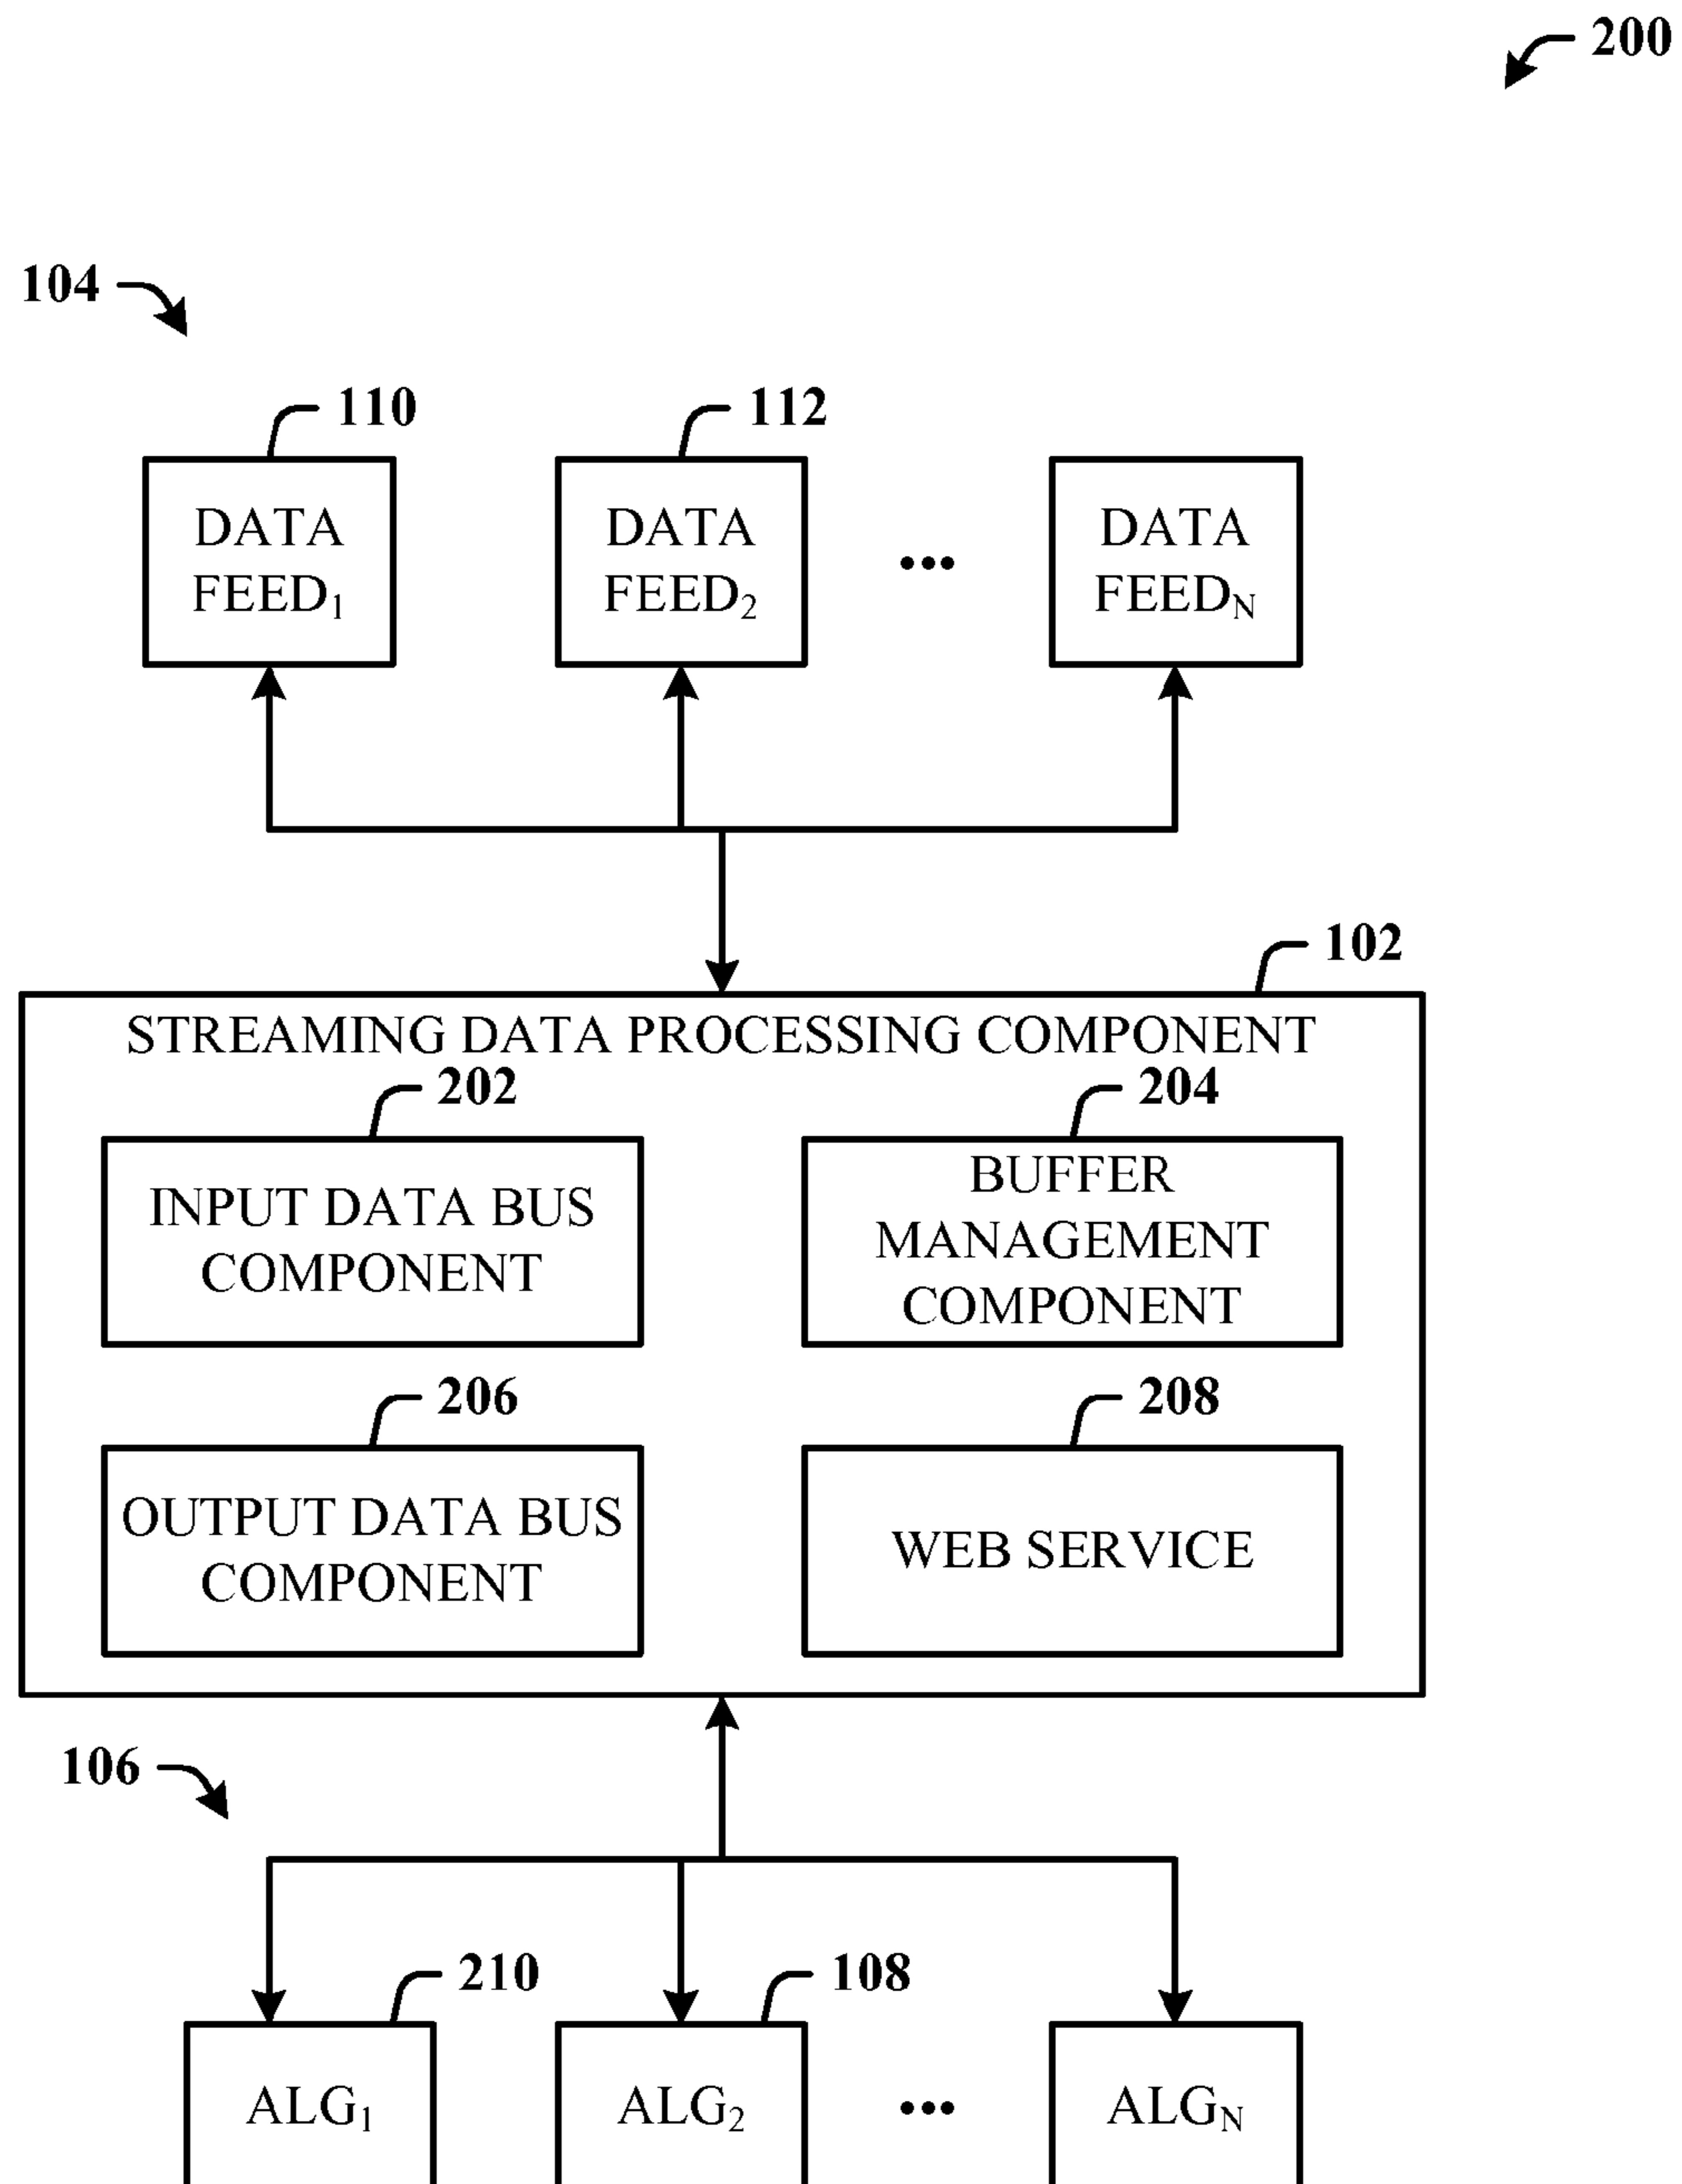 200
104
110
112
DATA
FEED₁
DATA
FEED₂
•••
DATA
FEEDN
102
STREAMING DATA PROCESSING COMPONENT
202
204
INPUT DATA BUS
COMPONENT
BUFFER
MANAGEMENT
COMPONENT
206
208
OUTPUT DATA BUS
COMPONENT
WEB SERVICE
106
210
108
ALG₁
ALG₂
•••
ALGN